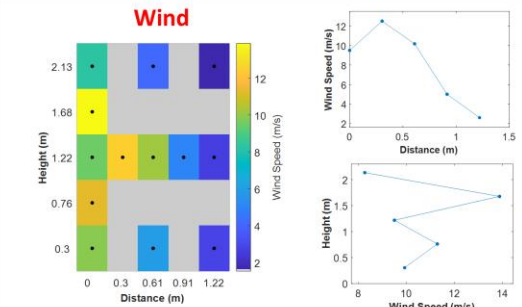 Wind
2.13
1.68
1.22
0.76
0.3
Height (m)
0 0.3 0.61 0.91 1.22
Distance (m)
12
10
8
6
4
2
Wind Speed (m/s)
12
10
8
6
4
2
Wind Speed (m/s)
0 0.5 1 1.5
Distance (m)
2
1.5
1
0.5
0
Height (m)
8 10 12 14
Wind Speed (m/s)